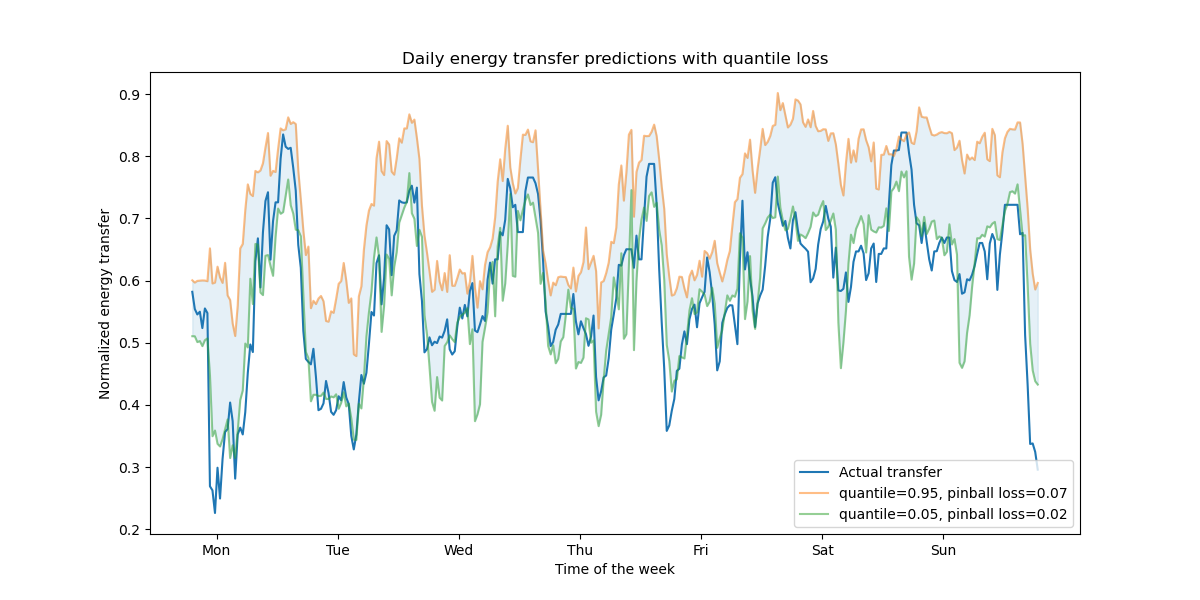 Daily energy transfer predictions with quantile loss
Normalized energy transfer
0.9
0.8
0.7
0.6
0.5
0.4
0.3
0.2
Actual transfer
quantile=0.95, pinball loss=0.07
quantile=0.05, pinball loss=0.02
Mon Tue Wed Thu Fri Sat Sun
Time of the week